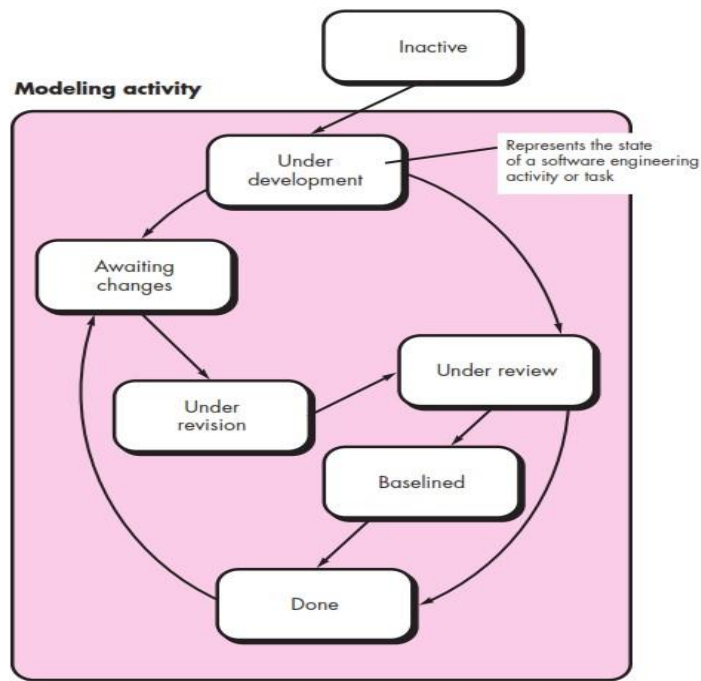 Inactive
Modeling activity
Under
development
Represents the state
of a software engineering
activity or task
Awaiting
changes
Under review
Under
revision
Baselined
Done